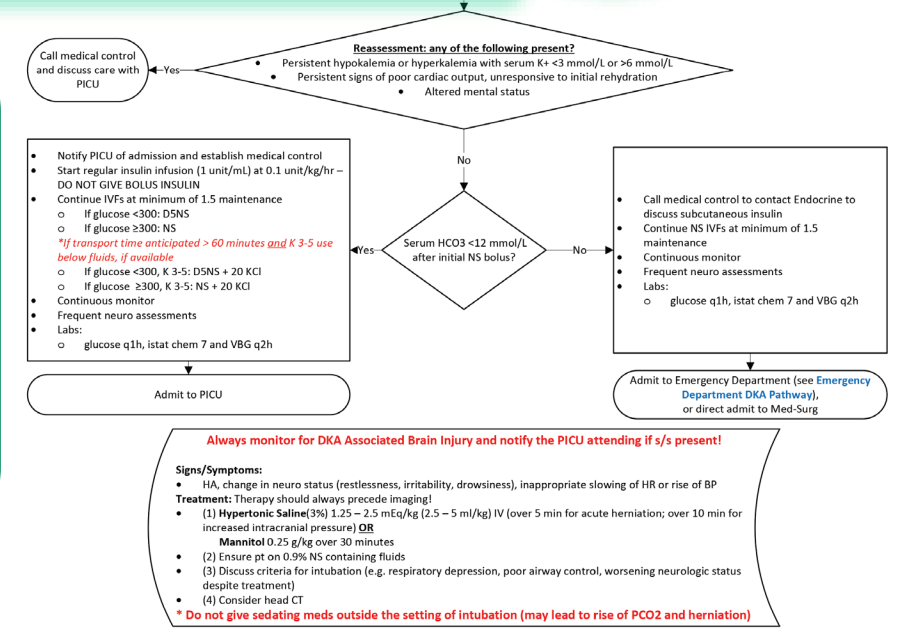 Reassessment: any of the following present?
• Persistent hypokalemia or hyperkalemia with serum K+ <3 mmol/L or >6 mmol/L
• Persistent signs of poor cardiac output, unresponsive to initial rehydration
• Altered mental status
Yes
Call medical control
and discuss care with
PICU
No
Serum HCO3 <12 mmol/L
after initial NS bolus?
Yes
No
• Notify PICU of admission and establish medical control
• Start regular insulin infusion (1 unit/mL) at 0.1 unit/kg/hr –
DO NOT GIVE BOLUS INSULIN
• Continue IVFs at minimum of 1.5 maintenance
o If glucose <300: D5NS
o If glucose ≥300: NS
*If transport time anticipated > 60 minutes and K 3-5 use
below fluids, if available
o If glucose <300, K 3-5: D5NS + 20 KCl
o If glucose ≥300, K 3-5: NS + 20 KCl
• Continuous monitor
• Frequent neuro assessments
• Labs:
o glucose q1h, istat chem 7 and VBG q2h
Admit to PICU
• Call medical control to contact Endocrine to
discuss subcutaneous insulin
• Continue NS IVFs at minimum of 1.5
maintenance
• Continuous monitor
• Frequent neuro assessments
• Labs:
o glucose q1h, istat chem 7 and VBG q2h
Admit to Emergency Department (see Emergency
Department DKA Pathway),
or direct admit to Med-Surg
Always monitor for DKA Associated Brain Injury and notify the PICU attending if s/s present!
Signs/Symptoms:
• HA, change in neuro status (restlessness, irritability, drowsiness), inappropriate slowing of HR or rise of BP
Treatment: Therapy should always precede imaging!
• (1) Hypertonic Saline(3%) 1.25 – 2.5 mEq/kg (2.5 – 5 ml/kg) IV (over 5 min for acute herniation; over 10 min for
increased intracranial pressure) OR
Mannitol 0.25 g/kg over 30 minutes
• (2) Ensure pt on 0.9% NS containing fluids
• (3) Discuss criteria for intubation (e.g. respiratory depression, poor airway control, worsening neurologic status
despite treatment)
• (4) Consider head CT
* Do not give sedating meds outside the setting of intubation (may lead to rise of PCO2 and herniation)